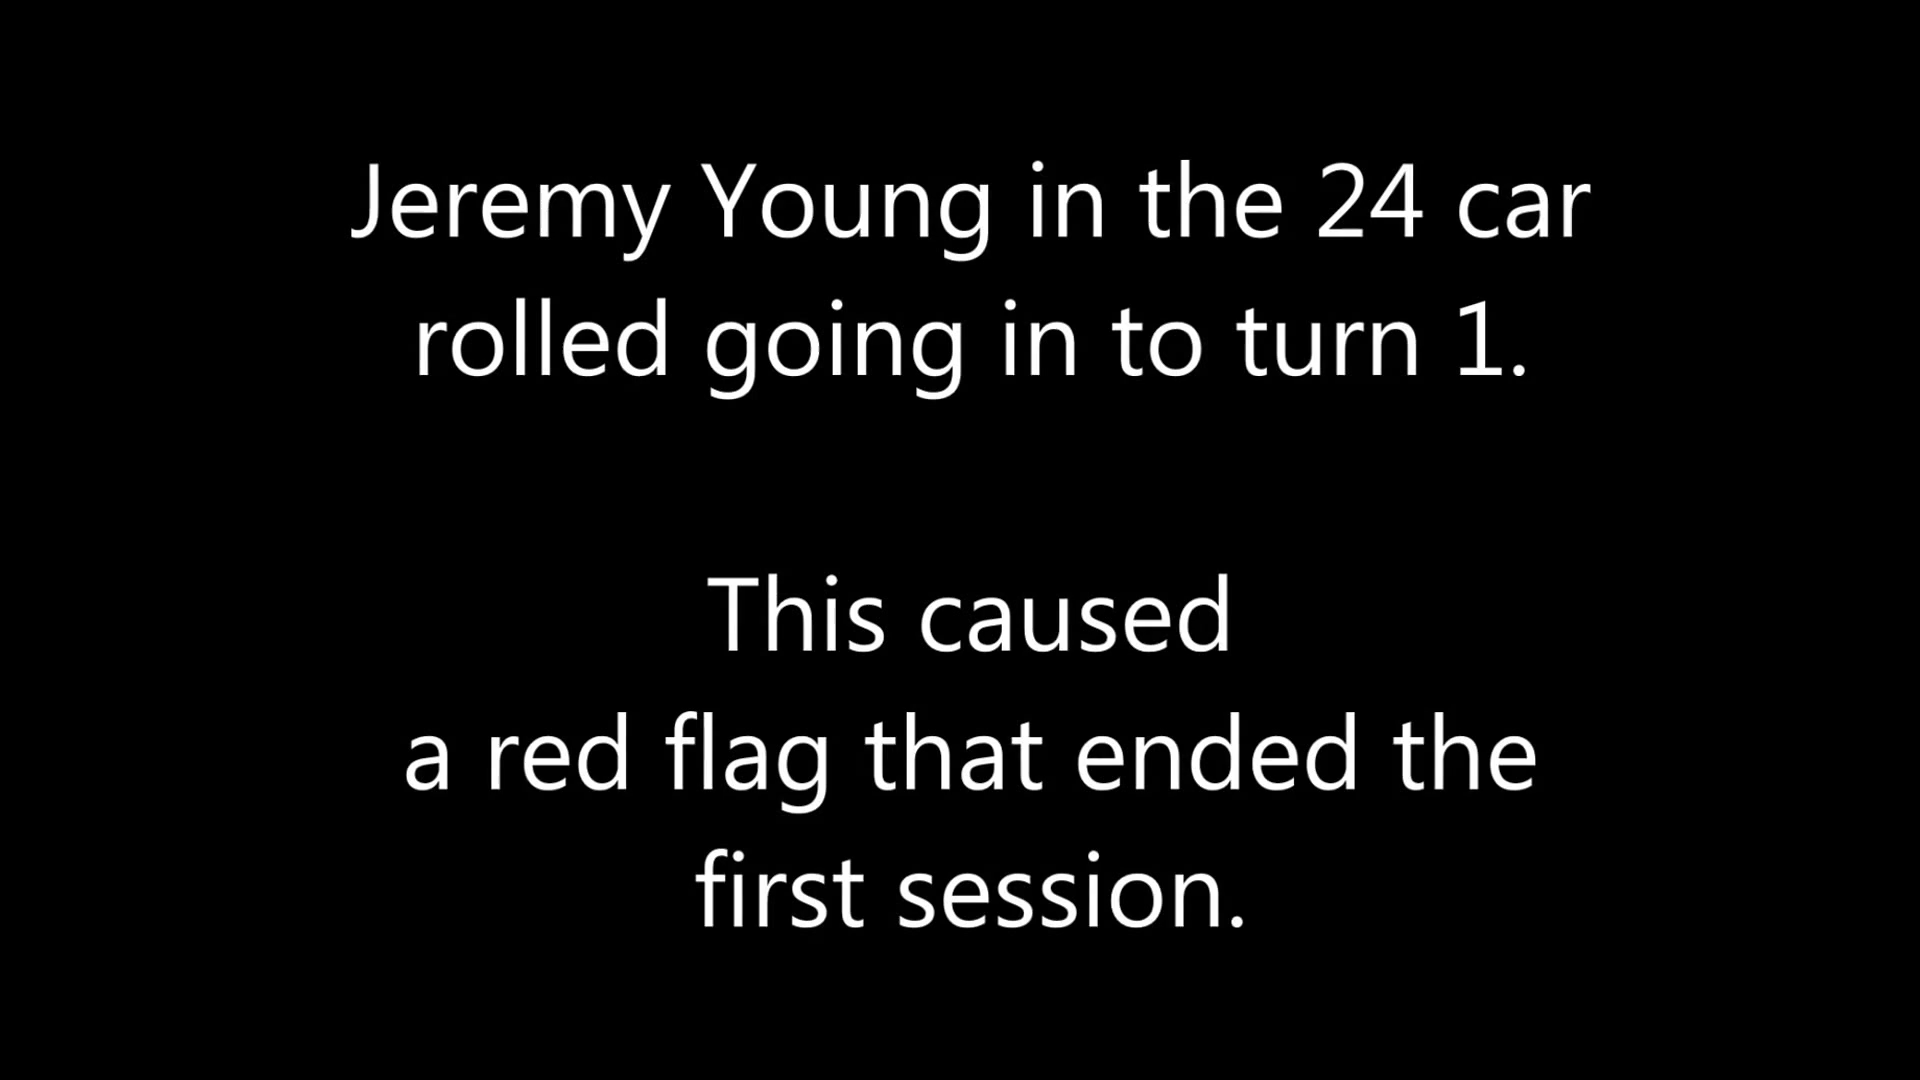 Jeremy Young in the 24 car
rolled going in to turn 1.
This caused
a red flag that ended the
first session.